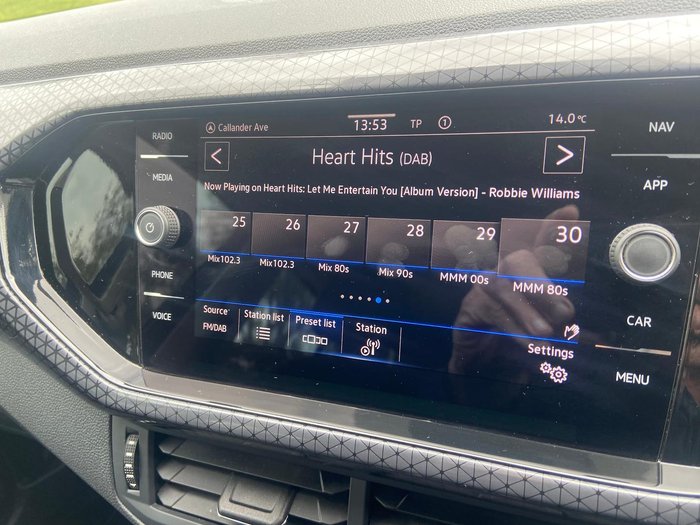 RADIO
MEDIA
PHONE
VOICE
Callander Ave
13:53
TP
1
14.0°C
< Heart Hits (DAB) >
Now Playing on Heart Hits: Let Me Entertain You [Album Version] - Robbie Williams
25 26 27 28 29 30
Mix102.3 Mix102.3 Mix 80s Mix 90s MMM 00s MMM 80s
Source Station list Preset list Station
FM/DAB
Settings
NAV
APP
CAR
MENU